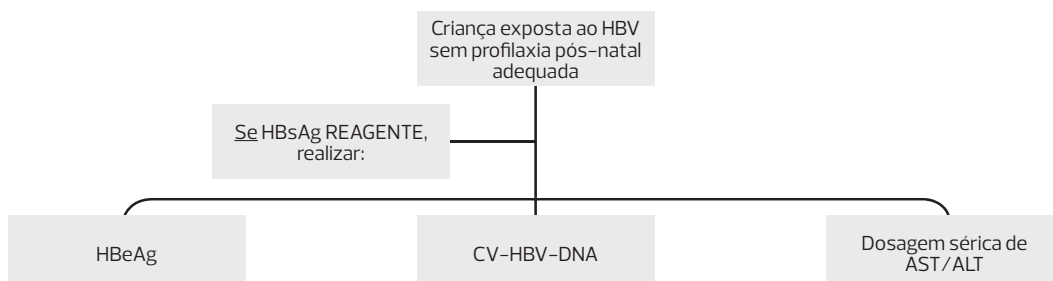 Criança exposta ao HBV
sem profilaxia pós-natal
adequada
Se HBsAg REAGENTE,
realizar:
HBeAg
CV-HBV-DNA
Dosagem sérica de
AST/ALT